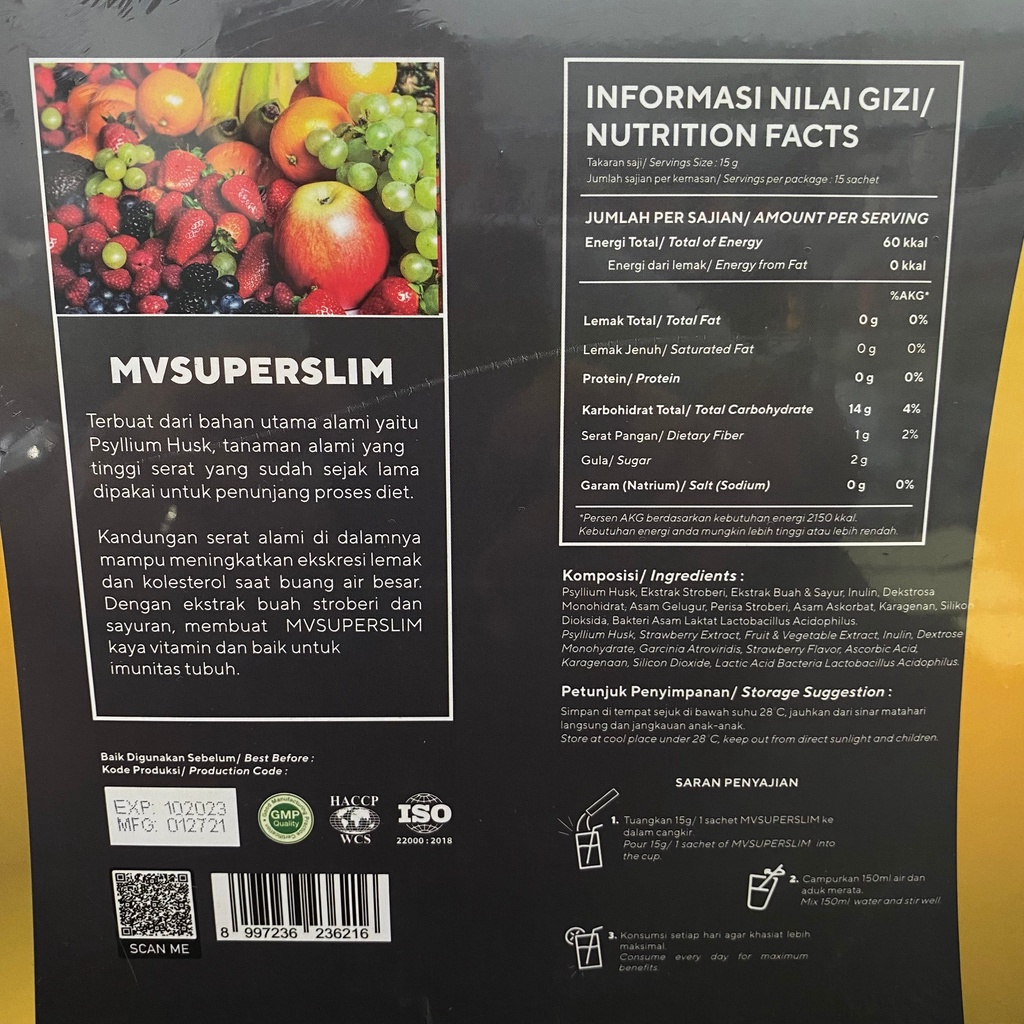 MVSUPERSLIM
Terbuat dari bahan utama alami yaitu
Psyllium Husk, tanaman alami yang
tinggi serat yang sudah sejak lama
dipakai untuk penunjang proses diet.
Kandungan serat alami di dalamnya
mampu meningkatkan ekskresi lemak
dan kolesterol saat buang air besar.
Dengan ekstrak buah stroberi dan
sayuran, membuat MVSUPERSLIM
kaya vitamin dan baik untuk
imunitas tubuh.
Baik Digunakan Sebelum/ Best Before :
Kode Produksi/ Production Code :
EXP: 102023
MFG: 012721
GMP
Quality
HACCP
WCS
ISO
22000 : 2018
SCAN ME
8 997236 236216
INFORMASI NILAI GIZI/
NUTRITION FACTS
Takaran saji/ Servings Size : 15 g
Jumlah sajian per kemasan/ Servings per package : 15 sachet
JUMLAH PER SAJIAN/ AMOUNT PER SERVING
Energi Total/ Total of Energy 60 kkal
Energi dari lemak/ Energy from Fat 0 kkal
%AKG*
Lemak Total/ Total Fat 0 g 0%
Lemak Jenuh/ Saturated Fat 0 g 0%
Protein/ Protein 0 g 0%
Karbohidrat Total/ Total Carbohydrate 14 g 4%
Serat Pangan/ Dietary Fiber 1 g 2%
Gula/ Sugar 2 g
Garam (Natrium)/ Salt (Sodium) 0 g 0%
*Persen AKG berdasarkan kebutuhan energi 2150 kkal.
Kebutuhan energi anda mungkin lebih tinggi atau lebih rendah.
Komposisi/ Ingredients :
Psyllium Husk, Ekstrak Stroberi, Ekstrak Buah & Sayur, Inulin, Dekstrosa
Monohidrat, Asam Gelugur, Perisa Stroberi, Asam Askorbat, Karagenan, Silikon
Dioksida, Bakteri Asam Laktat Lactobacillus Acidophilus.
Psyllium Husk, Strawberry Extract, Fruit & Vegetable Extract, Inulin, Dextrose
Monohydrate, Garcinia Atroviridis, Strawberry Flavor, Ascorbic Acid,
Karagenaan, Silicon Dioxide, Lactic Acid Bacteria Lactobacillus Acidophilus.
Petunjuk Penyimpanan/ Storage Suggestion :
Simpan di tempat sejuk di bawah suhu 28°C, jauhkan dari sinar matahari
langsung dan jangkauan anak-anak.
Store at cool place under 28°C, keep out from direct sunlight and children.
SARAN PENYAJIAN
1. Tuangkan 15g/ 1 sachet MVSUPERSLIM ke
dalam cangkir.
Pour 15g/ 1 sachet of MVSUPERSLIM into
the cup.
2. Campurkan 150ml air dan
aduk merata.
Mix 150ml water and stir well.
3. Konsumsi setiap hari agar khasiat lebih
maksimal.
Consume every day for maximum
benefits.